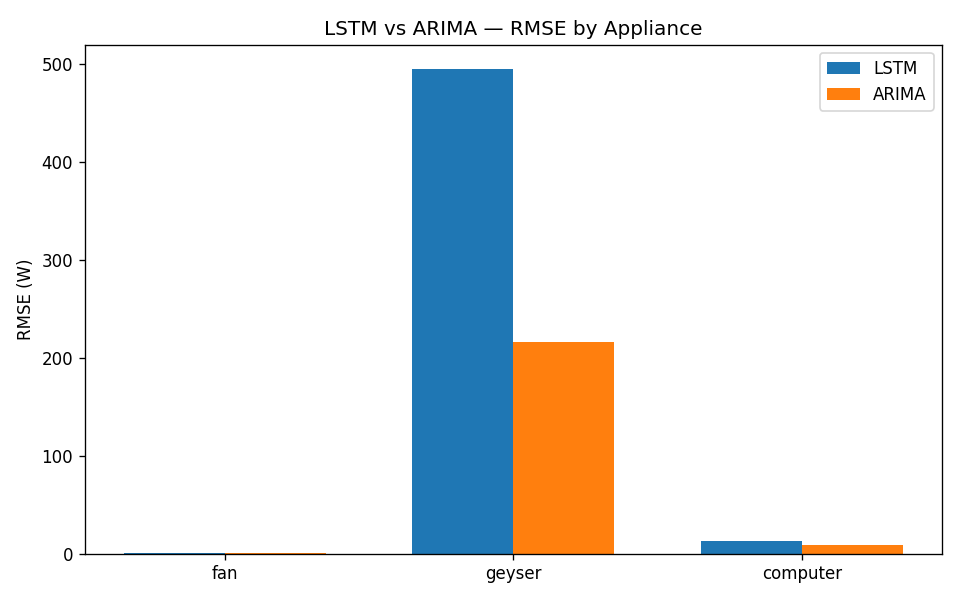 LSTM vs ARIMA — RMSE by Appliance
LSTM
ARIMA
RMSE (W)
500
400
300
200
100
0
fan
geyser
computer